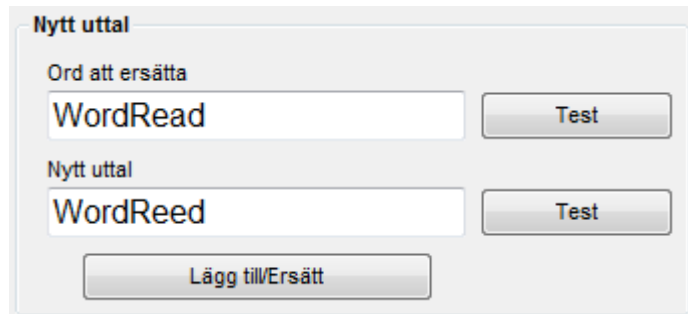 Nytt uttal
Ord att ersätta
WordRead Test
Nytt uttal
WordReed Test
Lägg till/Ersätt